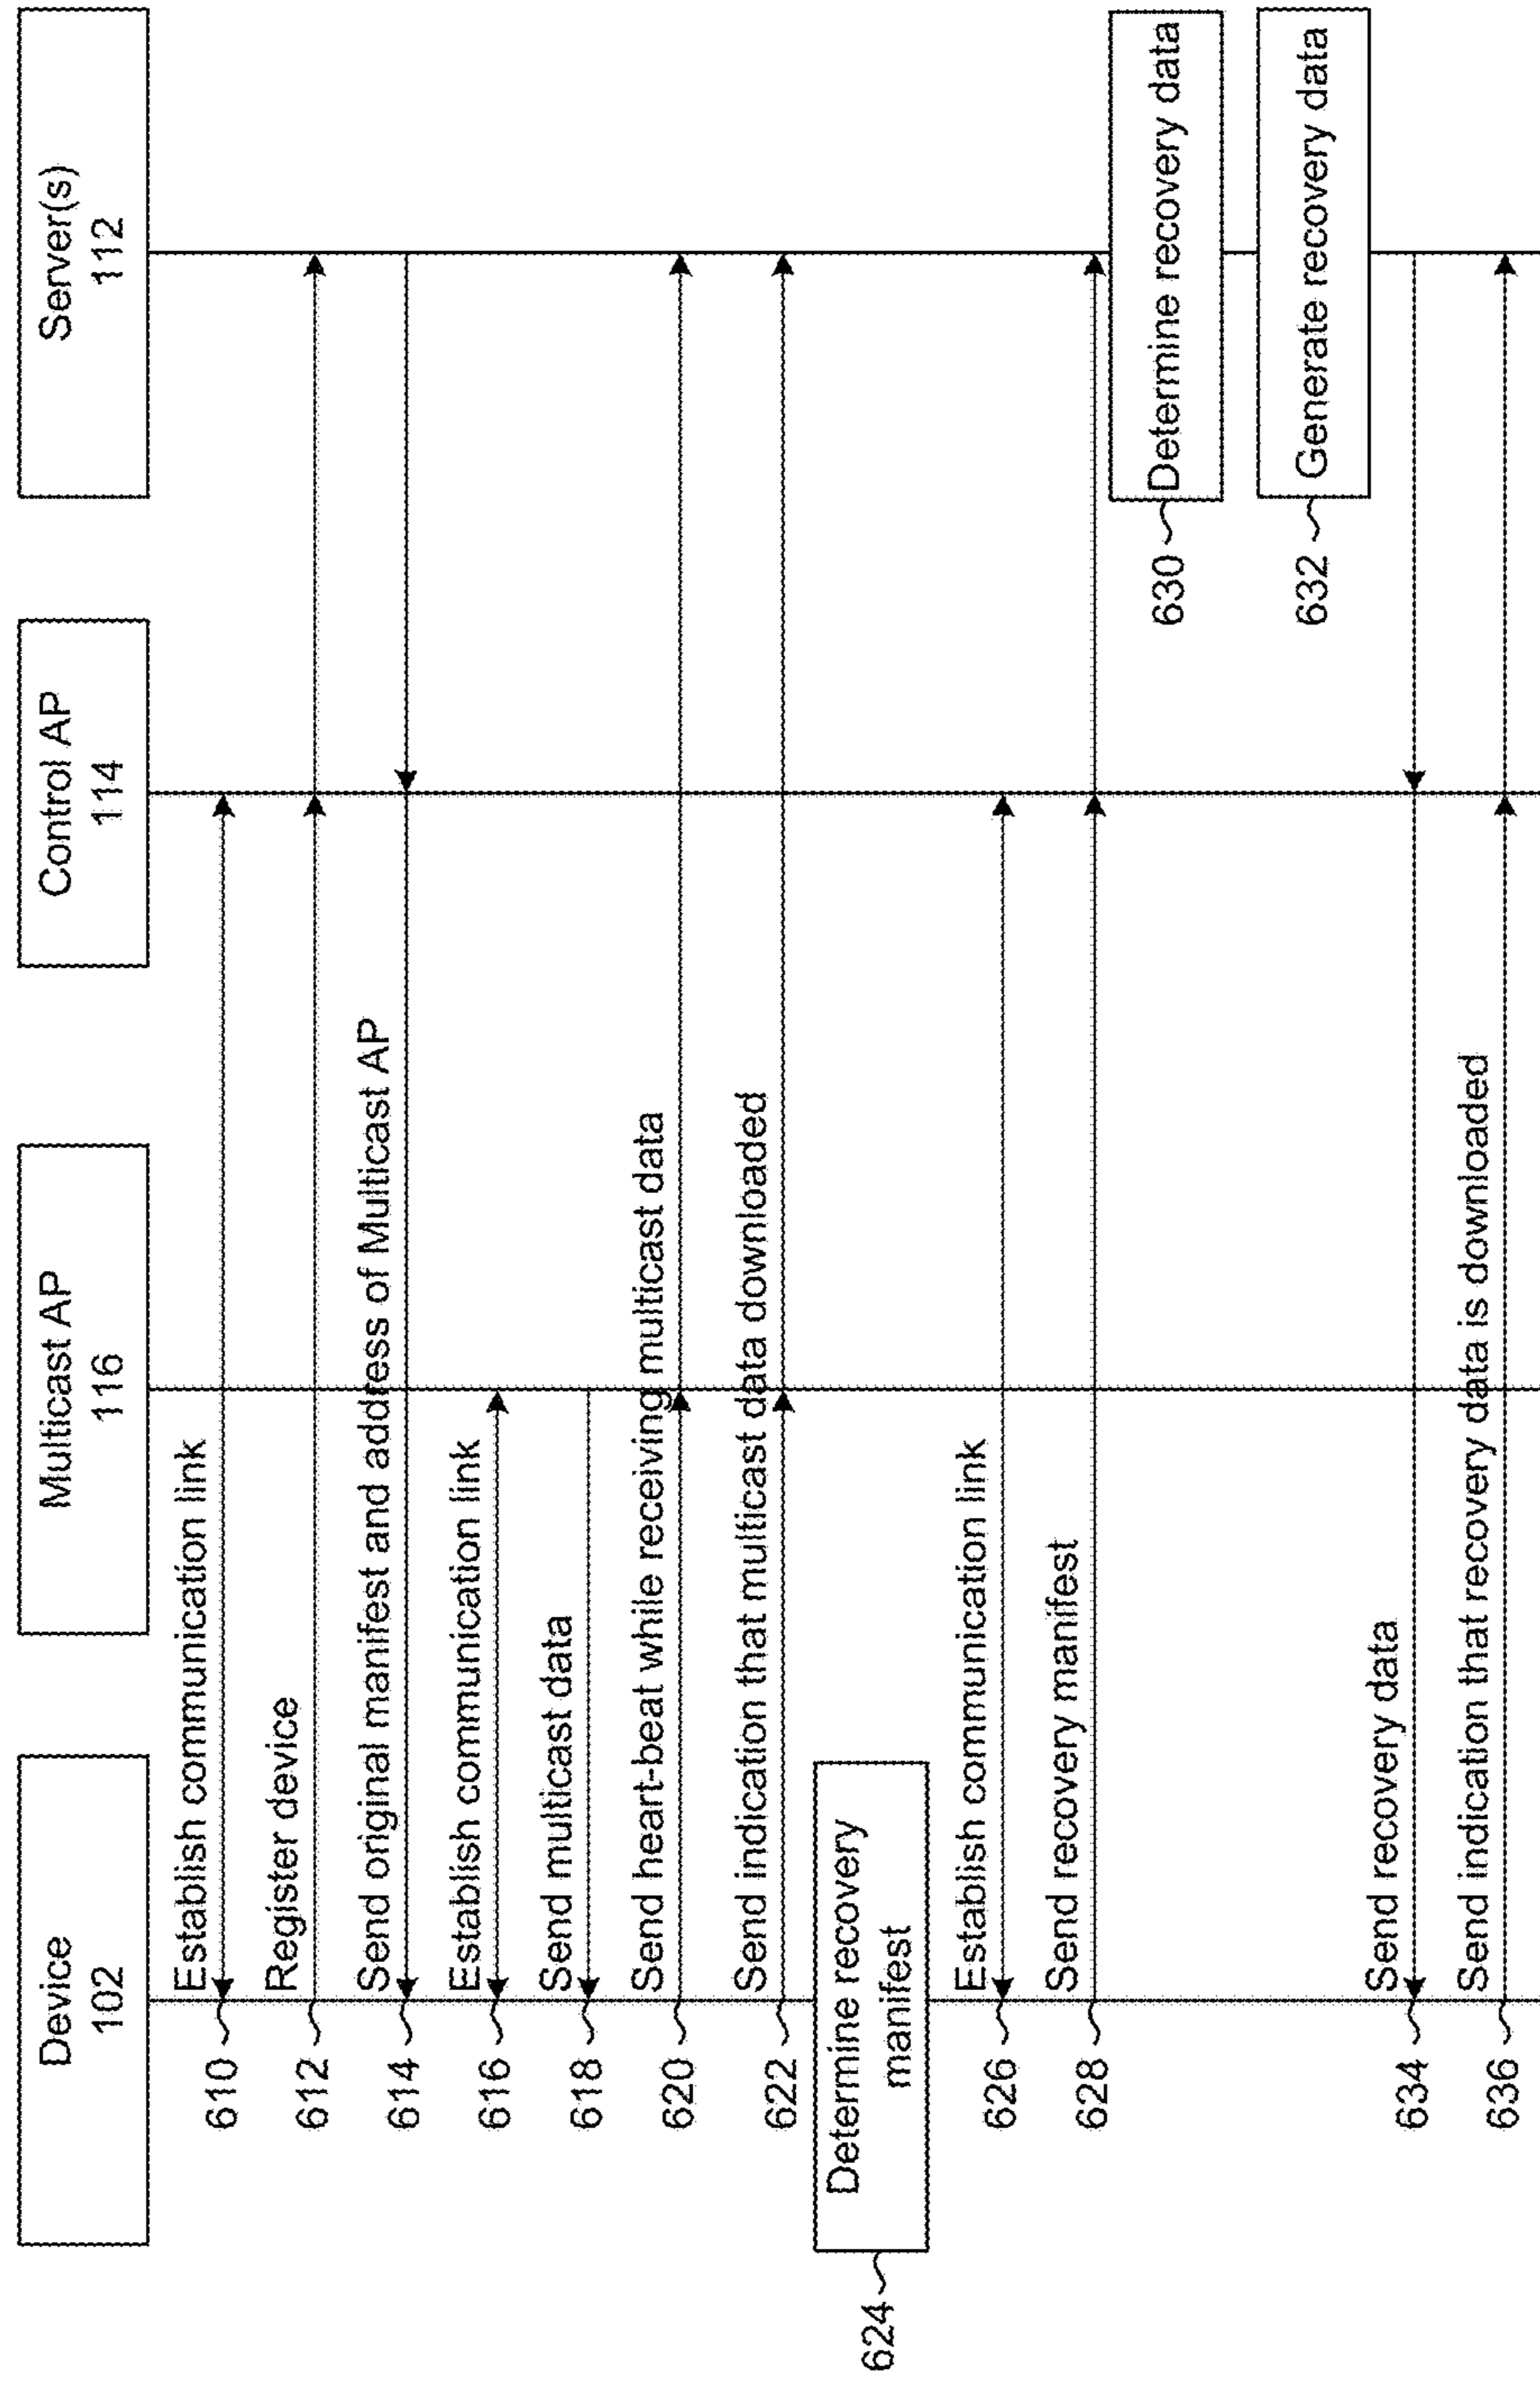 Device
102
Multicast AP
116
Control AP
114
Server(s)
112
610
Establish communication link
612
Register device
614
Send original manifest and address of Multicast AP
616
Establish communication link
618
Send multicast data
620
Send heart-beat while receiving multicast data
622
Send indication that multicast data downloaded
624
Determine recovery
manifest
626
Establish communication link
628
Send recovery manifest
630
Determine recovery data
632
Generate recovery data
634
Send recovery data
636
Send indication that recovery data is downloaded